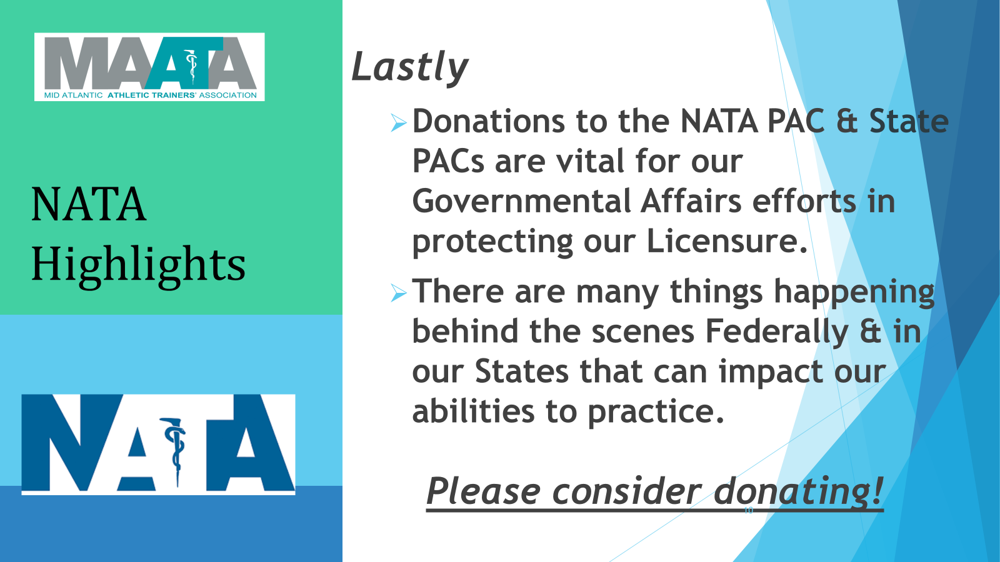 MAATA
MID ATLANTIC ATHLETIC TRAINERS' ASSOCIATION
NATA
Highlights
NATA
Lastly
Donations to the NATA PAC & State
PACs are vital for our
Governmental Affairs efforts in
protecting our Licensure.
There are many things happening
behind the scenes Federally & in
our States that can impact our
abilities to practice.
Please consider donating!
10